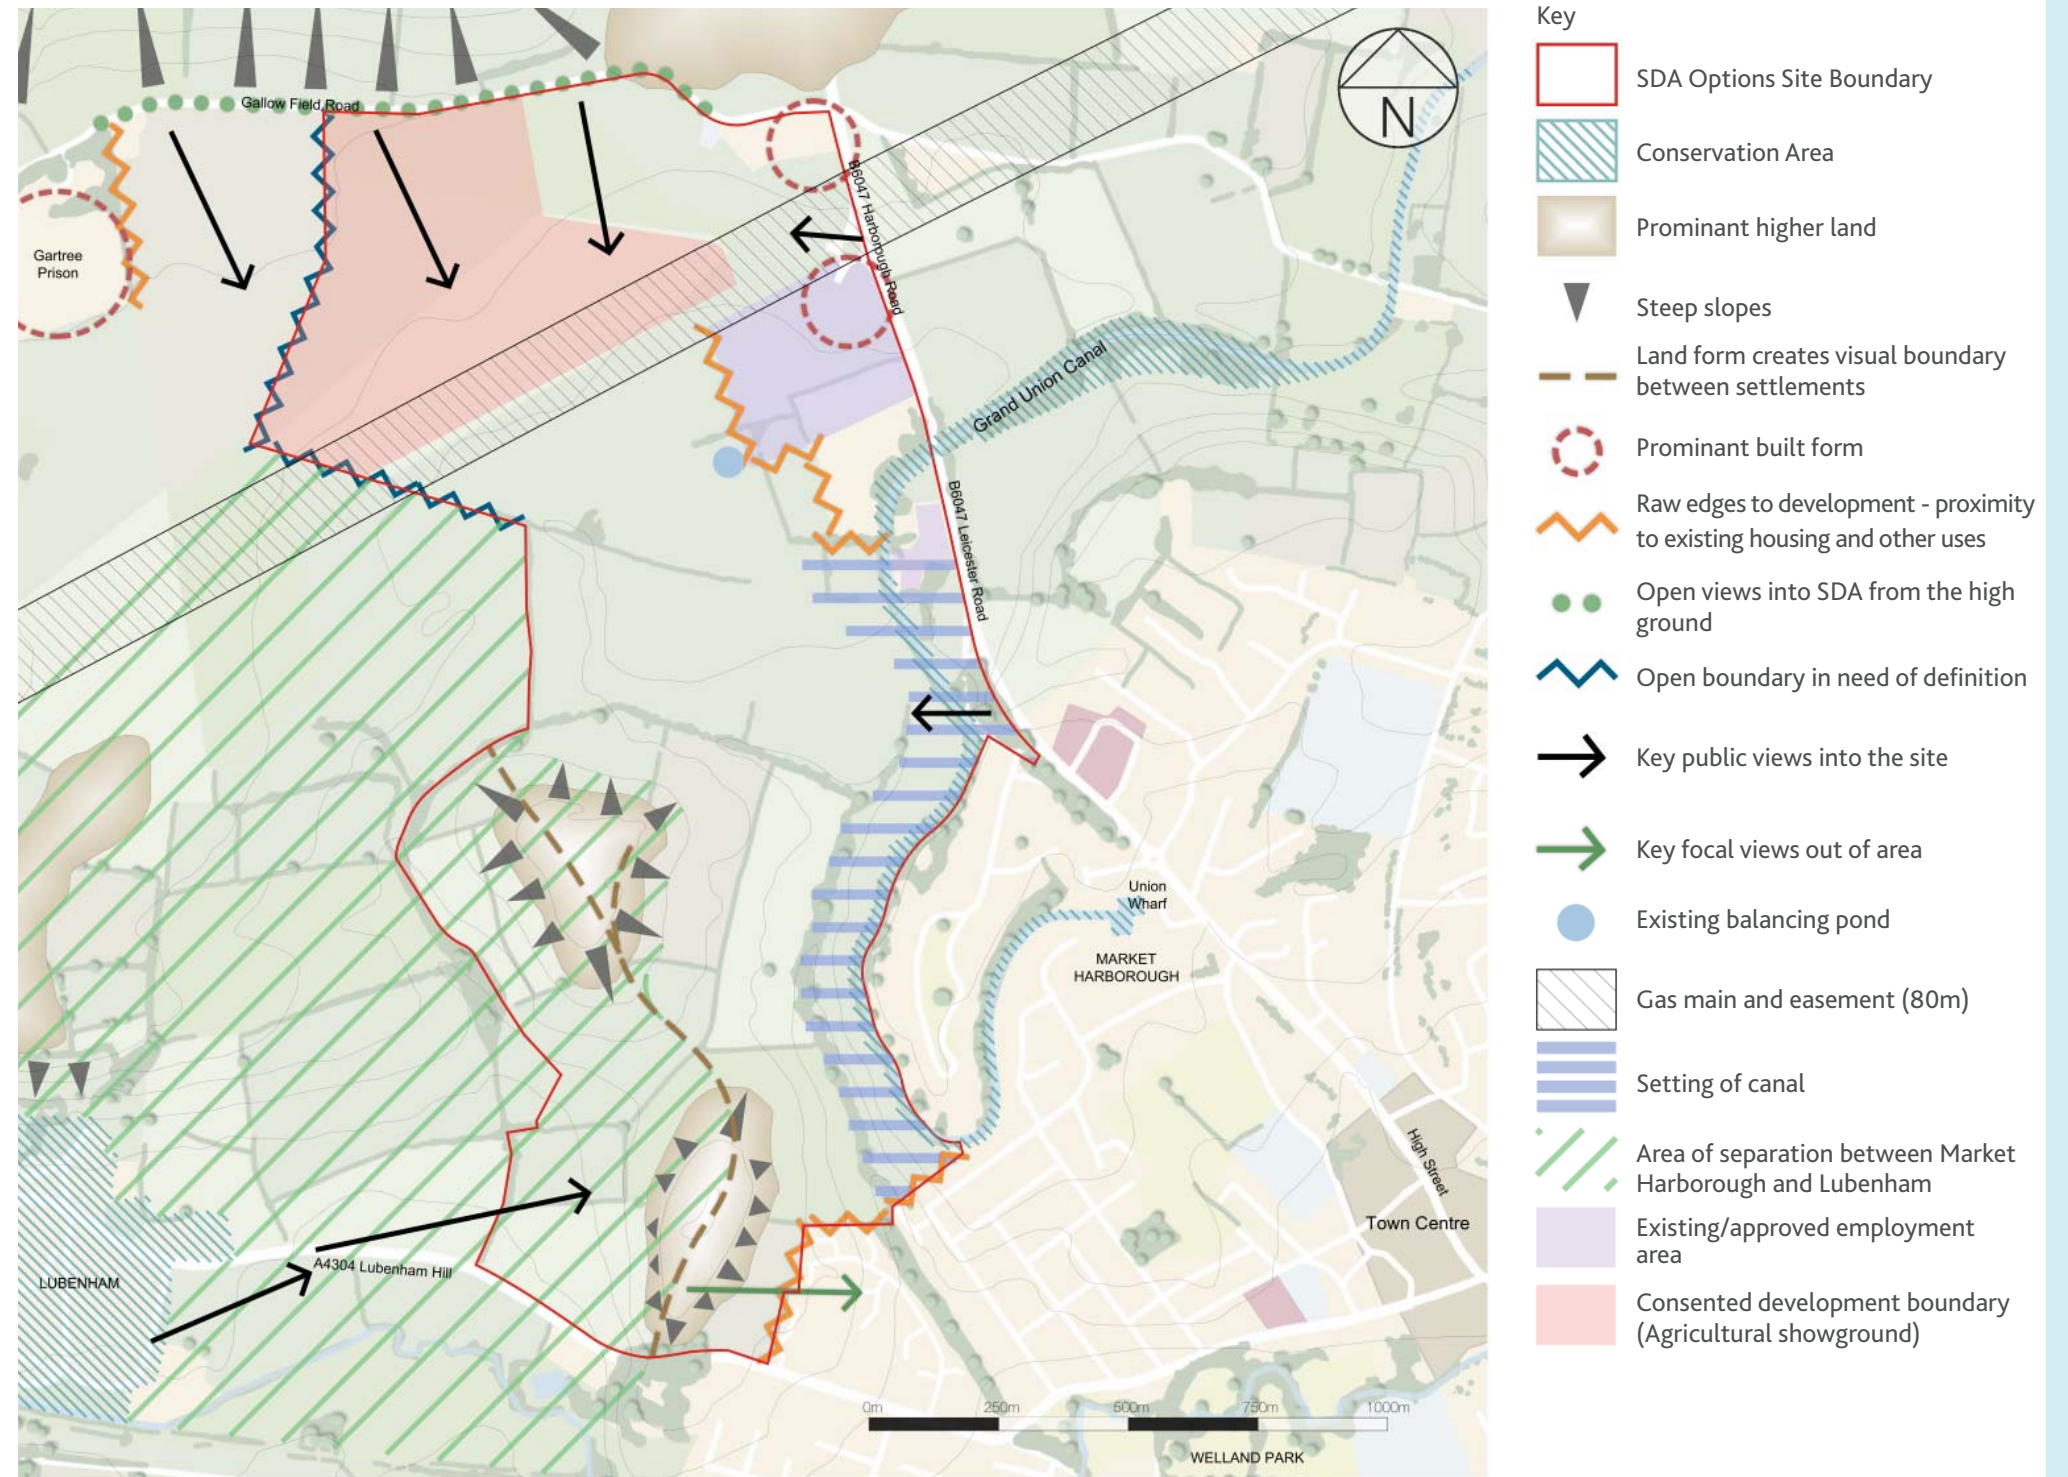 Gallow Field Road
Gartree
Prison
B6047 Harborough Road
Grand Union Canal
B6047 Leicester Road
Union
Wharf
MARKET
HARBOROUGH
High Street
Town Centre
A4304 Lubenham Hill
LUBENHAM
0m 250m 500m 750m 1000m
WELLAND PARK
N
Key
SDA Options Site Boundary
Conservation Area
Prominant higher land
Steep slopes
Land form creates visual boundary
between settlements
Prominant built form
Raw edges to development - proximity
to existing housing and other uses
Open views into SDA from the high
ground
Open boundary in need of definition
Key public views into the site
Key focal views out of area
Existing balancing pond
Gas main and easement (80m)
Setting of canal
Area of separation between Market
Harborough and Lubenham
Existing/approved employment
area
Consented development boundary
(Agricultural showground)